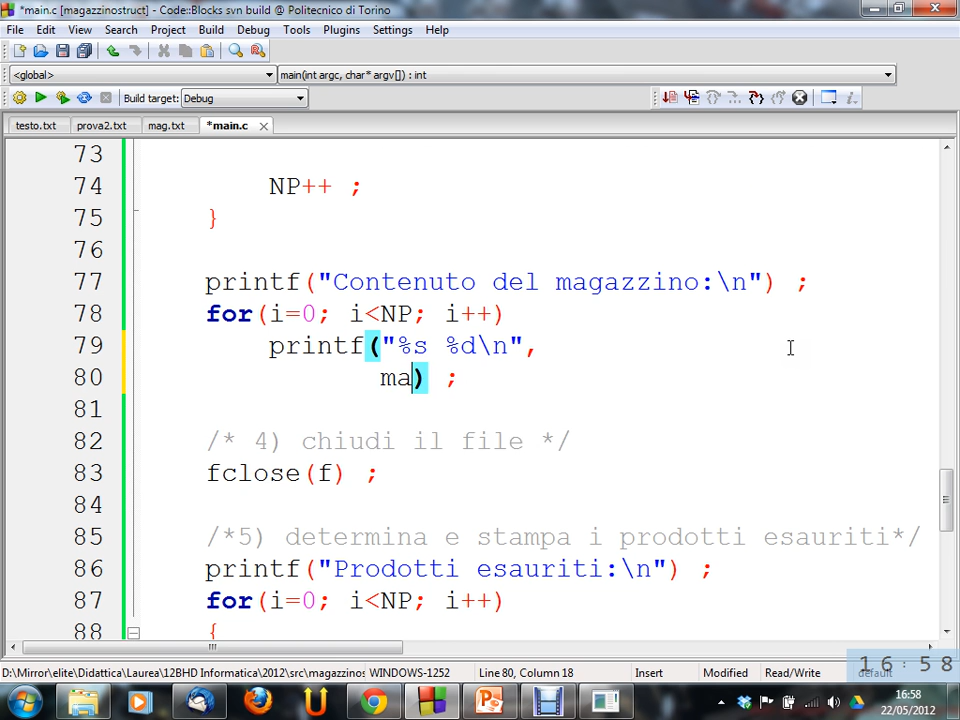 *main.c [magazzinostruct] - Code::Blocks svn build @ Politecnico di Torino
File Edit View Search Project Build Debug Tools Plugins Settings Help
<global> main(int argc, char* argv[]) : int
Build target: Debug
testo.txt prova2.txt mag.txt *main.c
73
74 NP++ ;
75 }
76
77 printf("Contenuto del magazzino:\n") ;
78 for(i=0; i<NP; i++)
79 printf("%s %d\n",
80 ma) ;
81
82 /* 4) chiudi il file */
83 fclose(f) ;
84
85 /*5) determina e stampa i prodotti esauriti*/
86 printf("Prodotti esauriti:\n") ;
87 for(i=0; i<NP; i++)
88 {
D:\Mirror\elite\Didattica\Laurea\12BHD Informatica\2012\src\magazzinos WINDOWS-1252 Line 80, Column 18 Insert Modified Read/Write default
16:58
16:58
22/05/2012